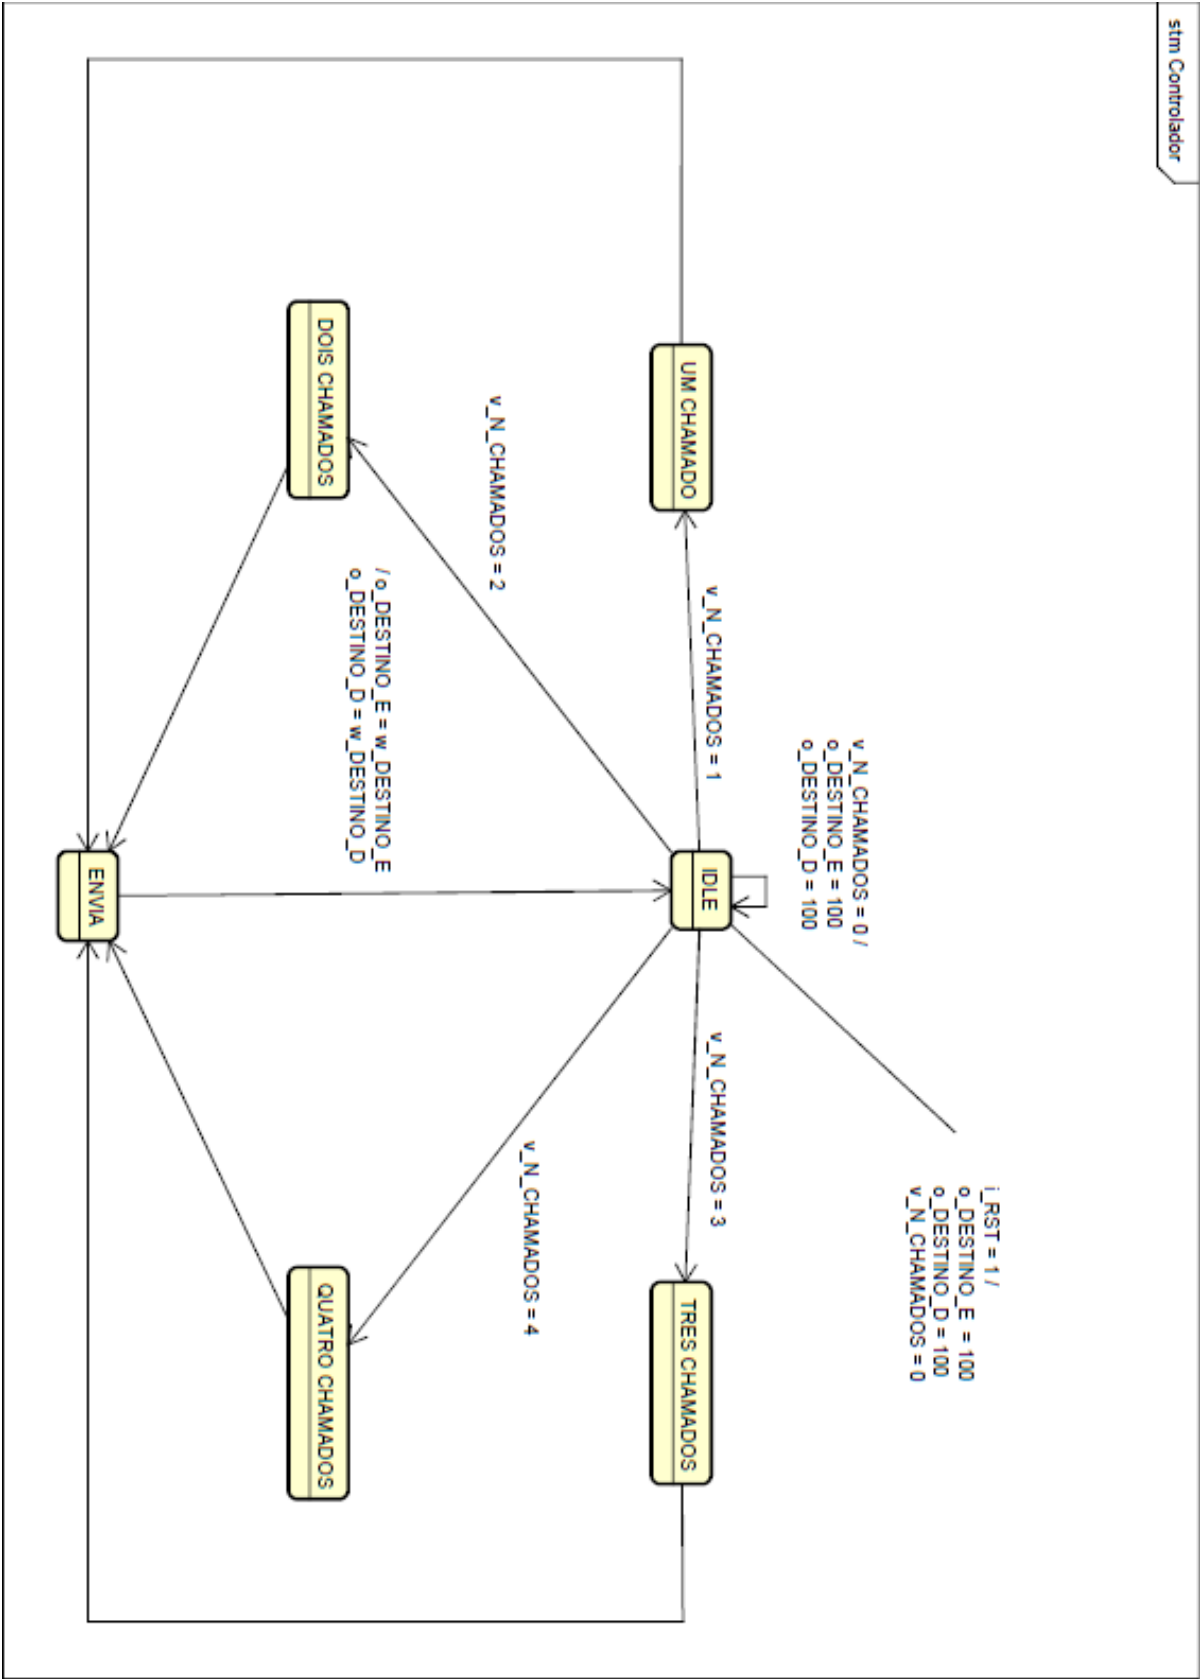 stm Controlador
i_RST = 1 /
o_DESTINO_E = 100
o_DESTINO_D = 100
v_N_CHAMADOS = 0
v_N_CHAMADOS = 0 /
o_DESTINO_E = 100
o_DESTINO_D = 100
UM CHAMADO
v_N_CHAMADOS = 1
IDLE
v_N_CHAMADOS = 3
TRES CHAMADOS
v_N_CHAMADOS = 2
v_N_CHAMADOS = 4
/ o_DESTINO_E = w_DESTINO_E
o_DESTINO_D = w_DESTINO_D
DOIS CHAMADOS
QUATRO CHAMADOS
ENVIA